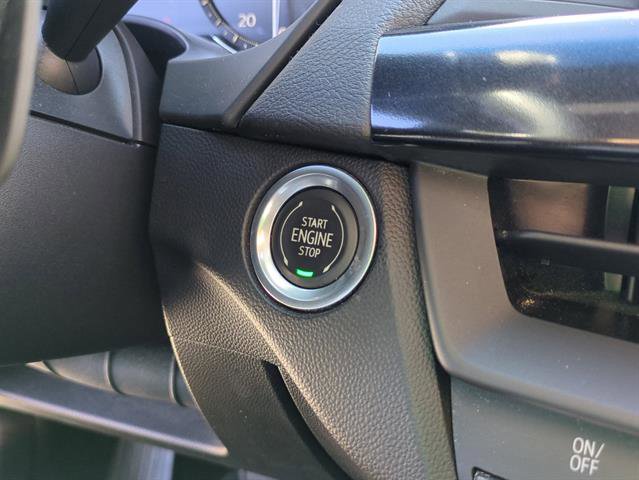 20
START
ENGINE
STOP
ON/
OFF